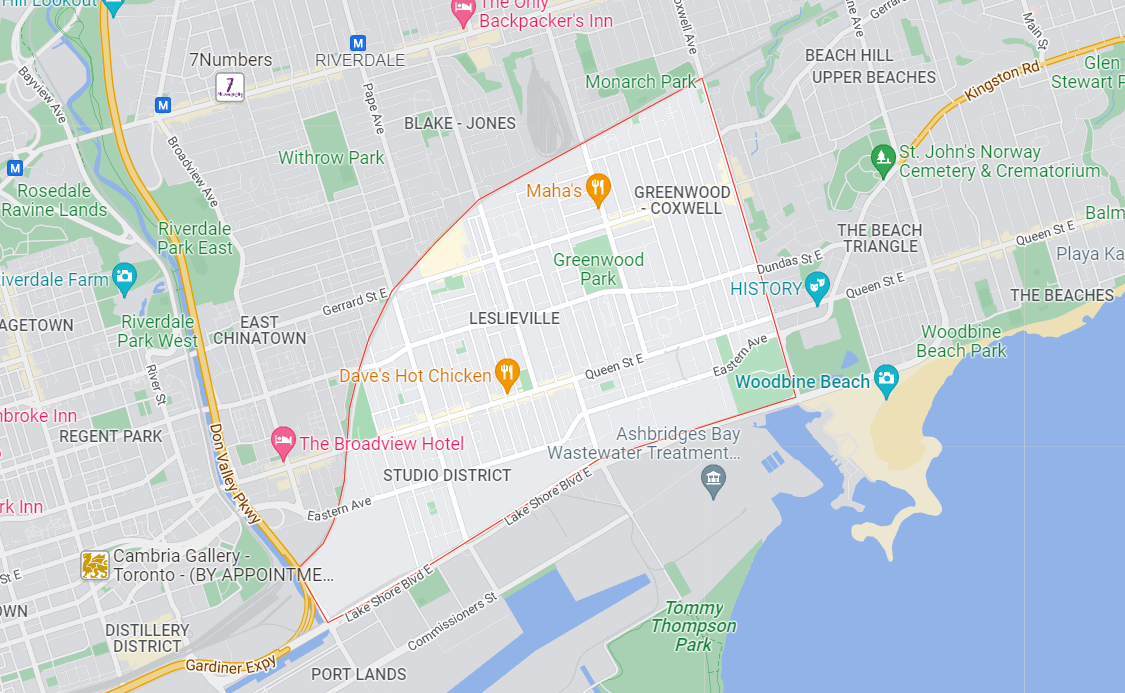 Hill Lookout
The Only
Backpacker's Inn
Coxwell Ave
Gerrard
Main St
M
7Numbers
RIVERDALE
BEACH HILL
UPPER BEACHES
Kingston Rd
Glen
Stewart P
Monarch Park
Bayview Ave
7
M
Pape Ave
BLAKE - JONES
Broadview Ave
Withrow Park
St. John's Norway
Cemetery & Crematorium
M
Rosedale
Ravine Lands
Maha's
GREENWOOD
- COXWELL
Balm
Riverdale
Park East
THE BEACH
TRIANGLE
Queen St E
Playa Ka
Greenwood
Park
Dundas St E
Riverdale Farm
HISTORY
Queen St E
THE BEACHES
Gerrard St E
LESLIEVILLE
AGETOWN
Riverdale
Park West
EAST
CHINATOWN
Woodbine
Beach Park
Queen St E
Eastern Ave
Dave's Hot Chicken
Woodbine Beach
River St
mbroke Inn
REGENT PARK
The Broadview Hotel
Ashbridges Bay
Wastewater Treatment...
Don Valley Pkwy
STUDIO DISTRICT
rk Inn
Eastern Ave
Lake Shore Blvd E
Cambria Gallery -
Toronto - (BY APPOINTME...
St E
Lake Shore Blvd E
Commissioners St
OWN
Tommy
Thompson
Park
DISTILLERY
DISTRICT
Gardiner Expy
PORT LANDS